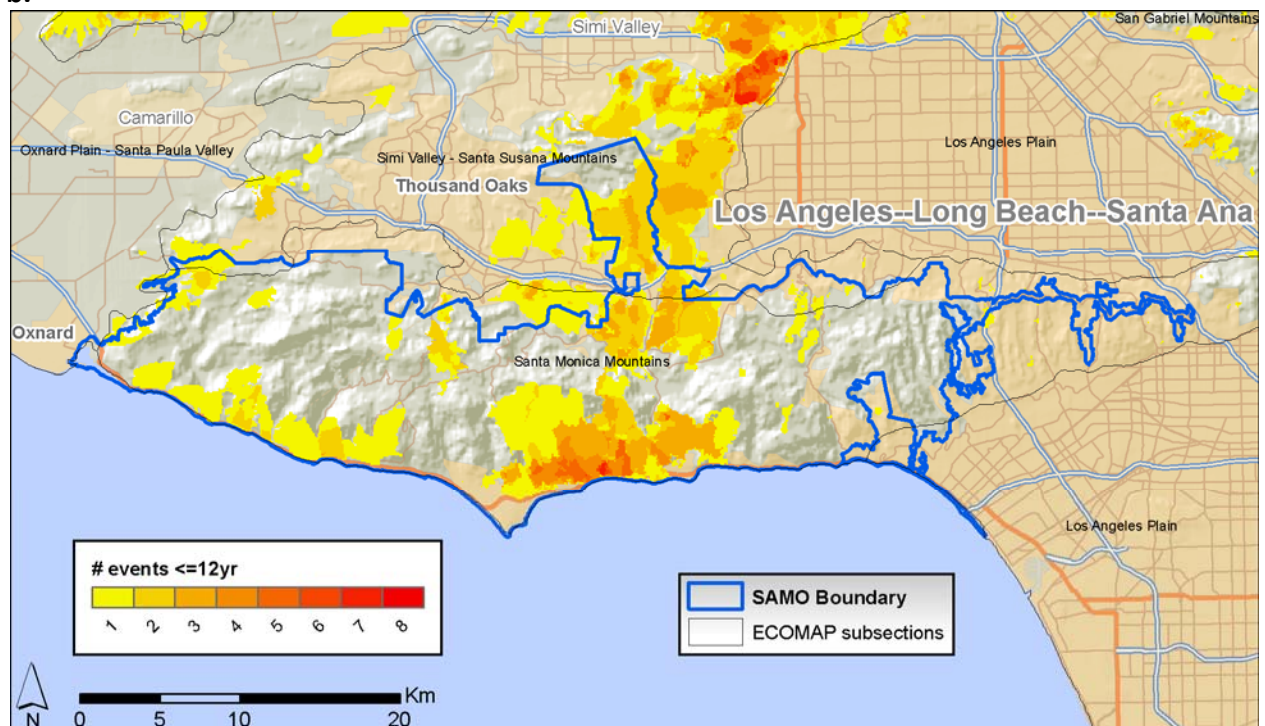 b.
Simi Valley
San Gabriel Mountains
Camarillo
Oxnard Plain - Santa Paula Valley
Los Angeles Plain
Simi Valley - Santa Susana Mountains
Thousand Oaks
Los Angeles--Long Beach--Santa Ana
Oxnard
Santa Monica Mountains
Los Angeles Plain
# events <=12yr
1 2 3 4 5 6 7 8
SAMO Boundary
ECOMAP subsections
Km
N 0 5 10 20